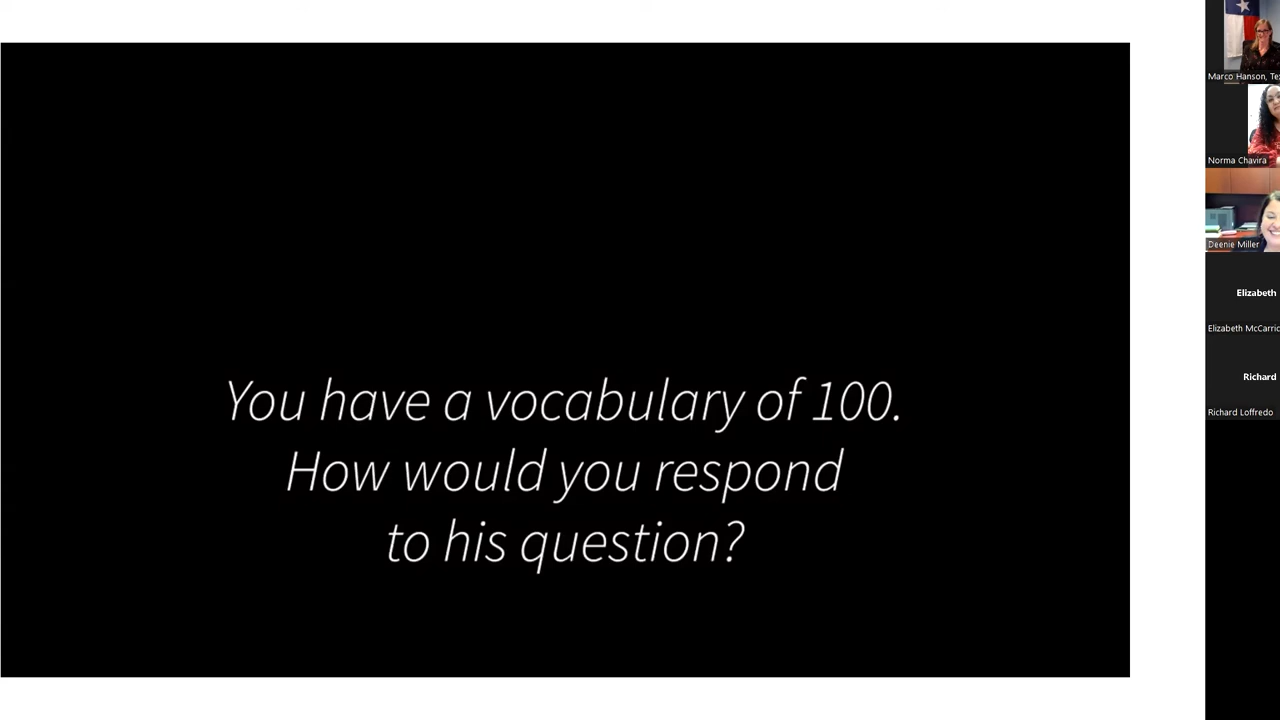 You have a vocabulary of 100.
How would you respond
to his question?
Marco Hanson, Te
Norma Chavira
Deenie Miller
Elizabeth
Elizabeth McCarric
Richard
Richard Loffredo